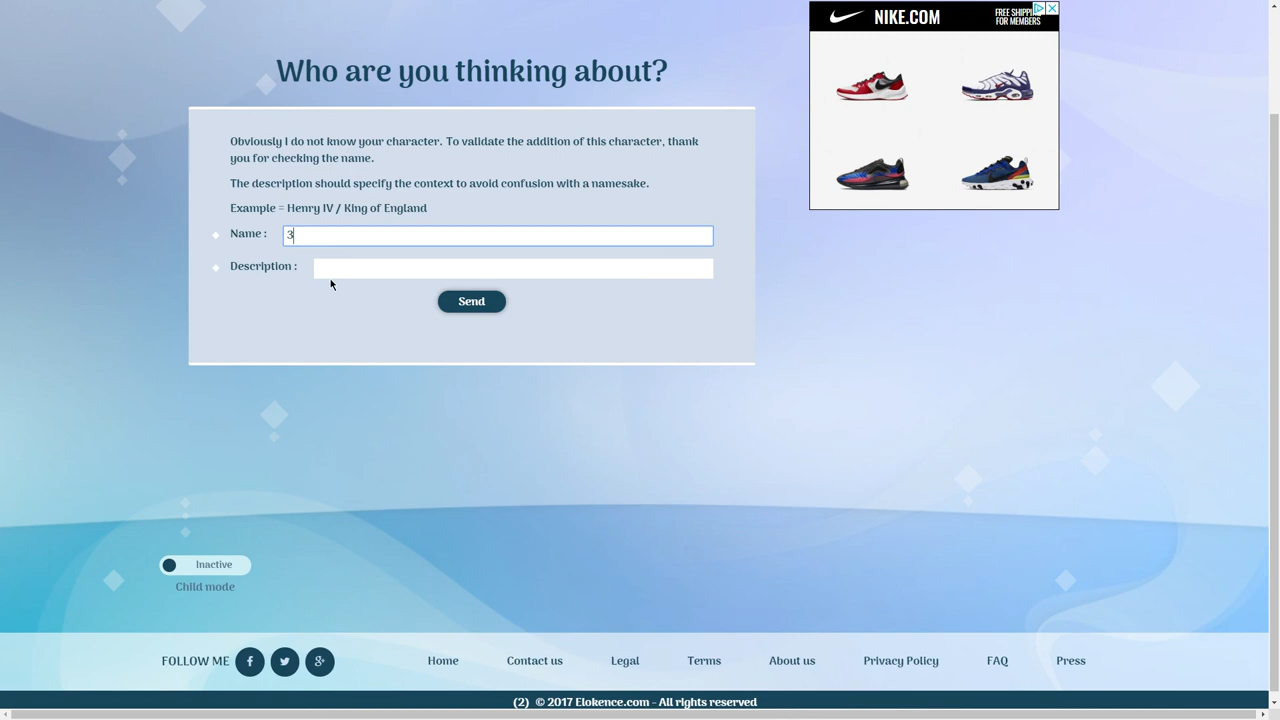 NIKE.COM
FREE SHIPPING
FOR MEMBERS
Who are you thinking about?
Obviously I do not know your character. To validate the addition of this character, thank
you for checking the name.
The description should specify the context to avoid confusion with a namesake.
Example = Henry IV / King of England
Name : 3
Description :
Send
Inactive
Child mode
FOLLOW ME
Home
Contact us
Legal
Terms
About us
Privacy Policy
FAQ
Press
(2) © 2017 Elokence.com - All rights reserved